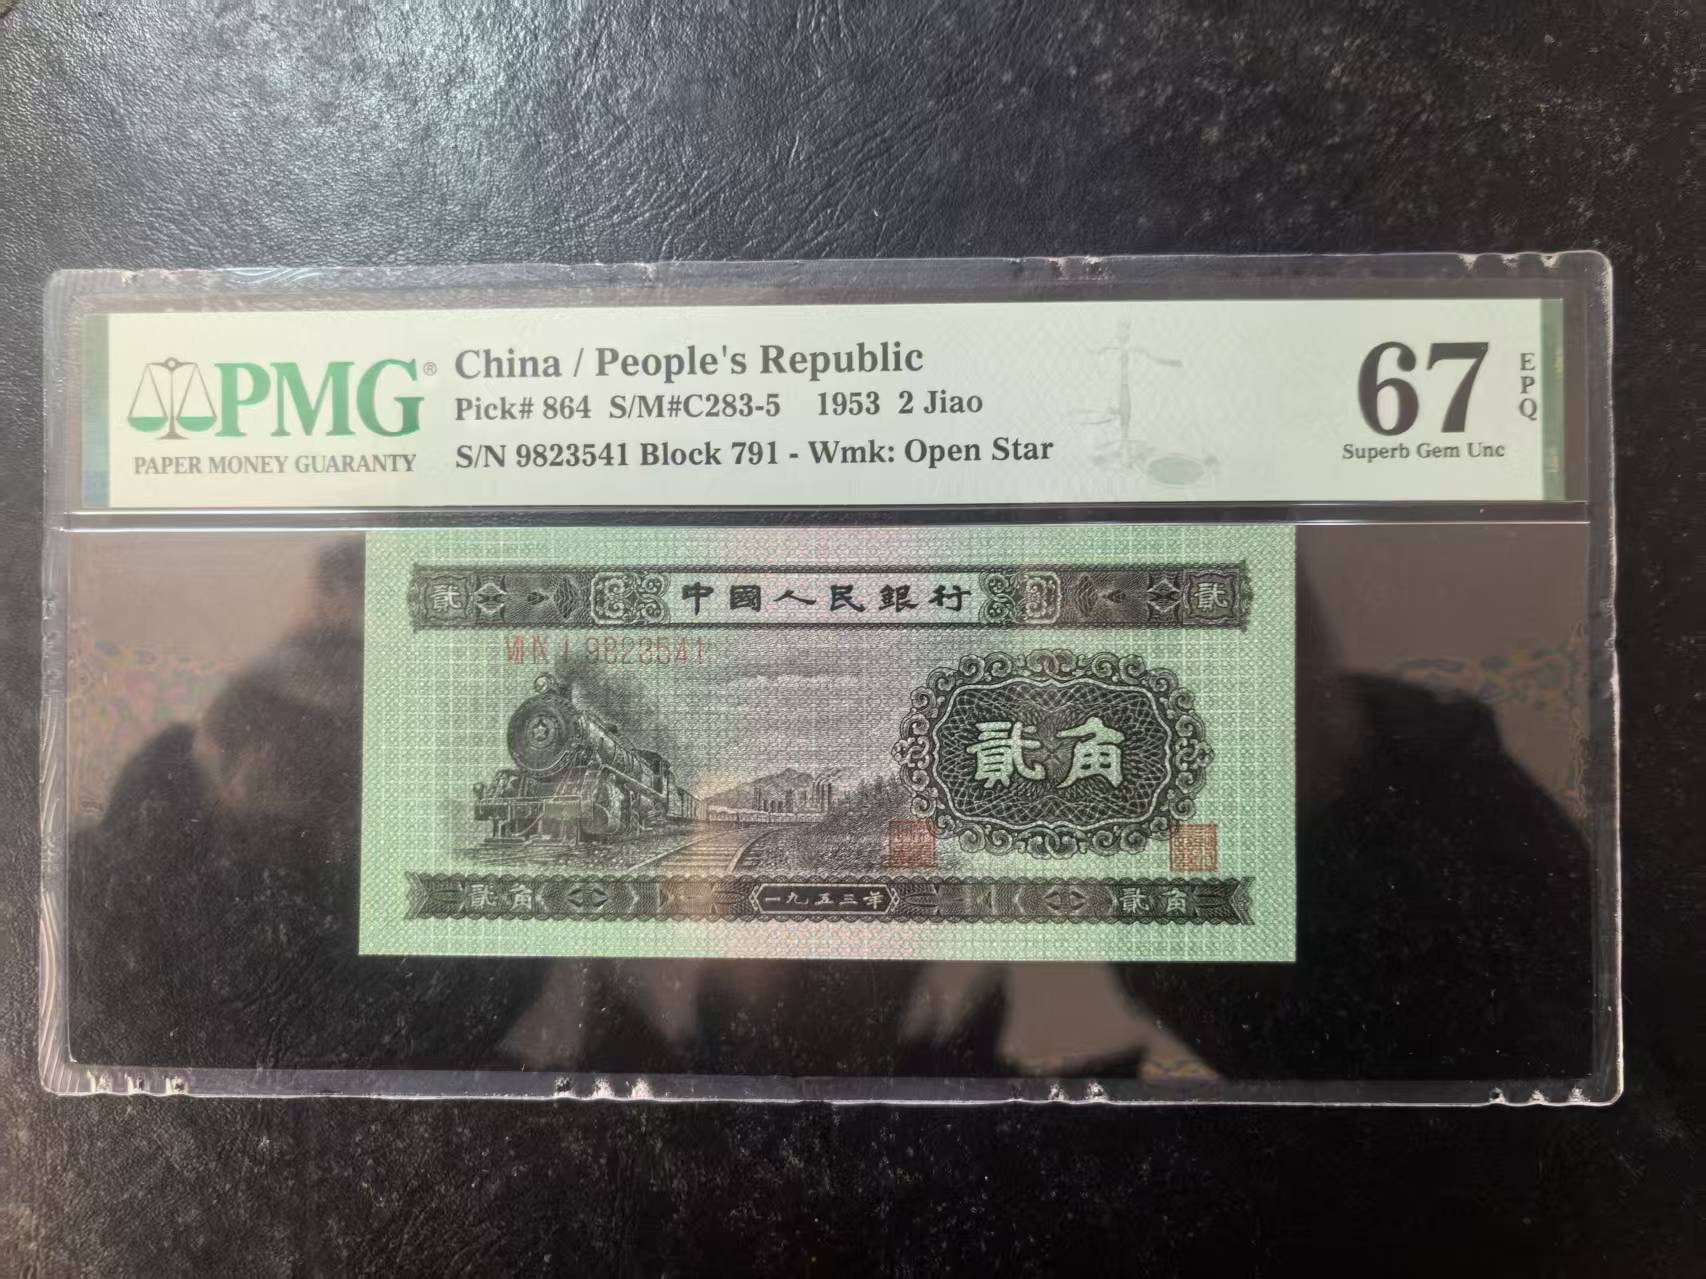 PMG®
PAPER MONEY GUARANTY
China / People's Republic
Pick# 864 S/M#C283-5 1953 2 Jiao
S/N 9823541 Block 791 - Wmk: Open Star
67 EPQ
Superb Gem Unc
貳 中國人民銀行 貳
VII IX I 9823541
貳角
貳角 一九五三年 貳角